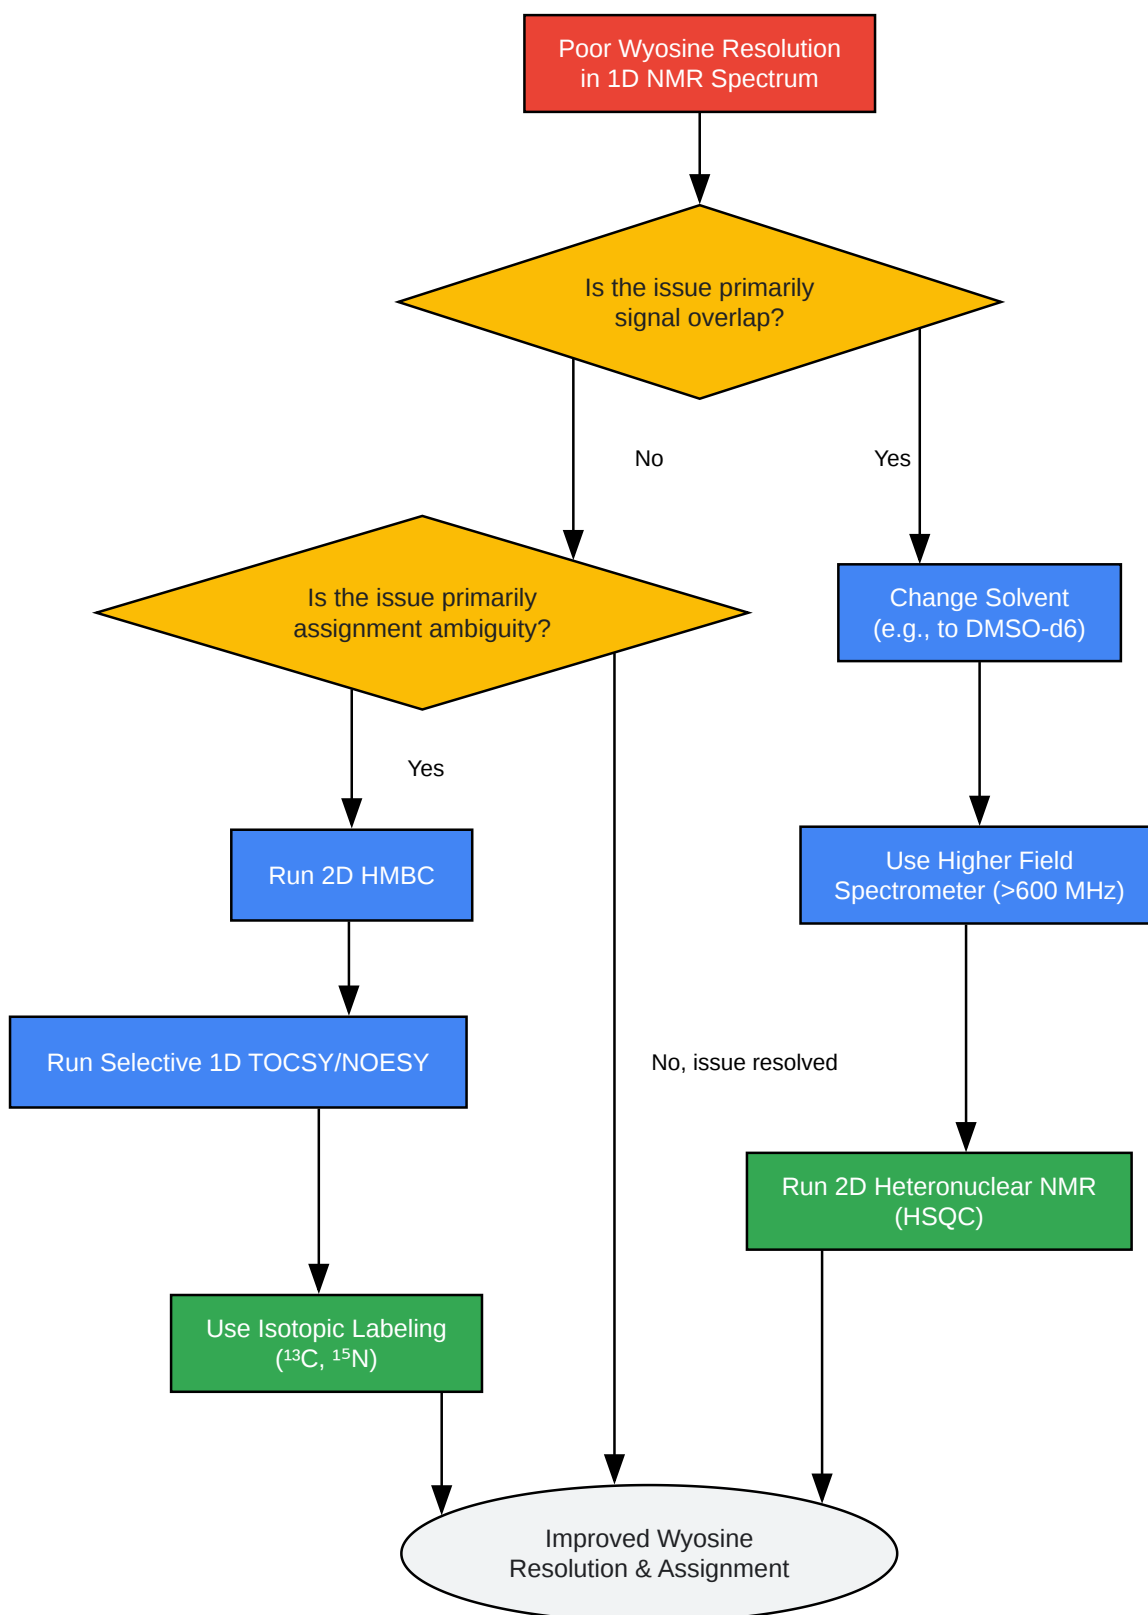 Poor Wyosine Resolution
in 1D NMR Spectrum
Is the issue primarily
signal overlap?
No
Yes
Is the issue primarily
assignment ambiguity?
Change Solvent
(e.g., to DMSO-d6)
Yes
Run 2D HMBC
Use Higher Field
Spectrometer (>600 MHz)
Run Selective 1D TOCSY/NOESY
No, issue resolved
Run 2D Heteronuclear NMR
(HSQC)
Use Isotopic Labeling
(¹³C, ¹⁵N)
Improved Wyosine
Resolution & Assignment